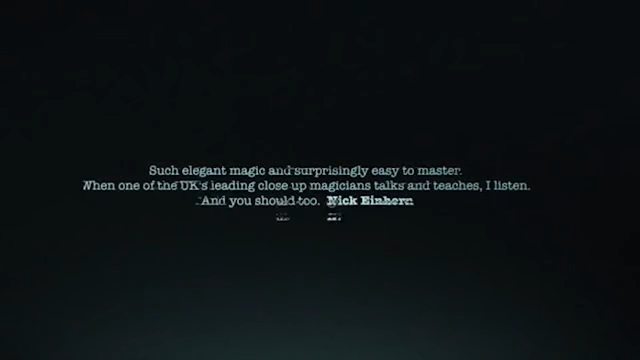 Such elegant magic and surprisingly easy to master.
When one of the UK's leading close up magicians talks and teaches, I listen.
And you should too. Nick Einhorn